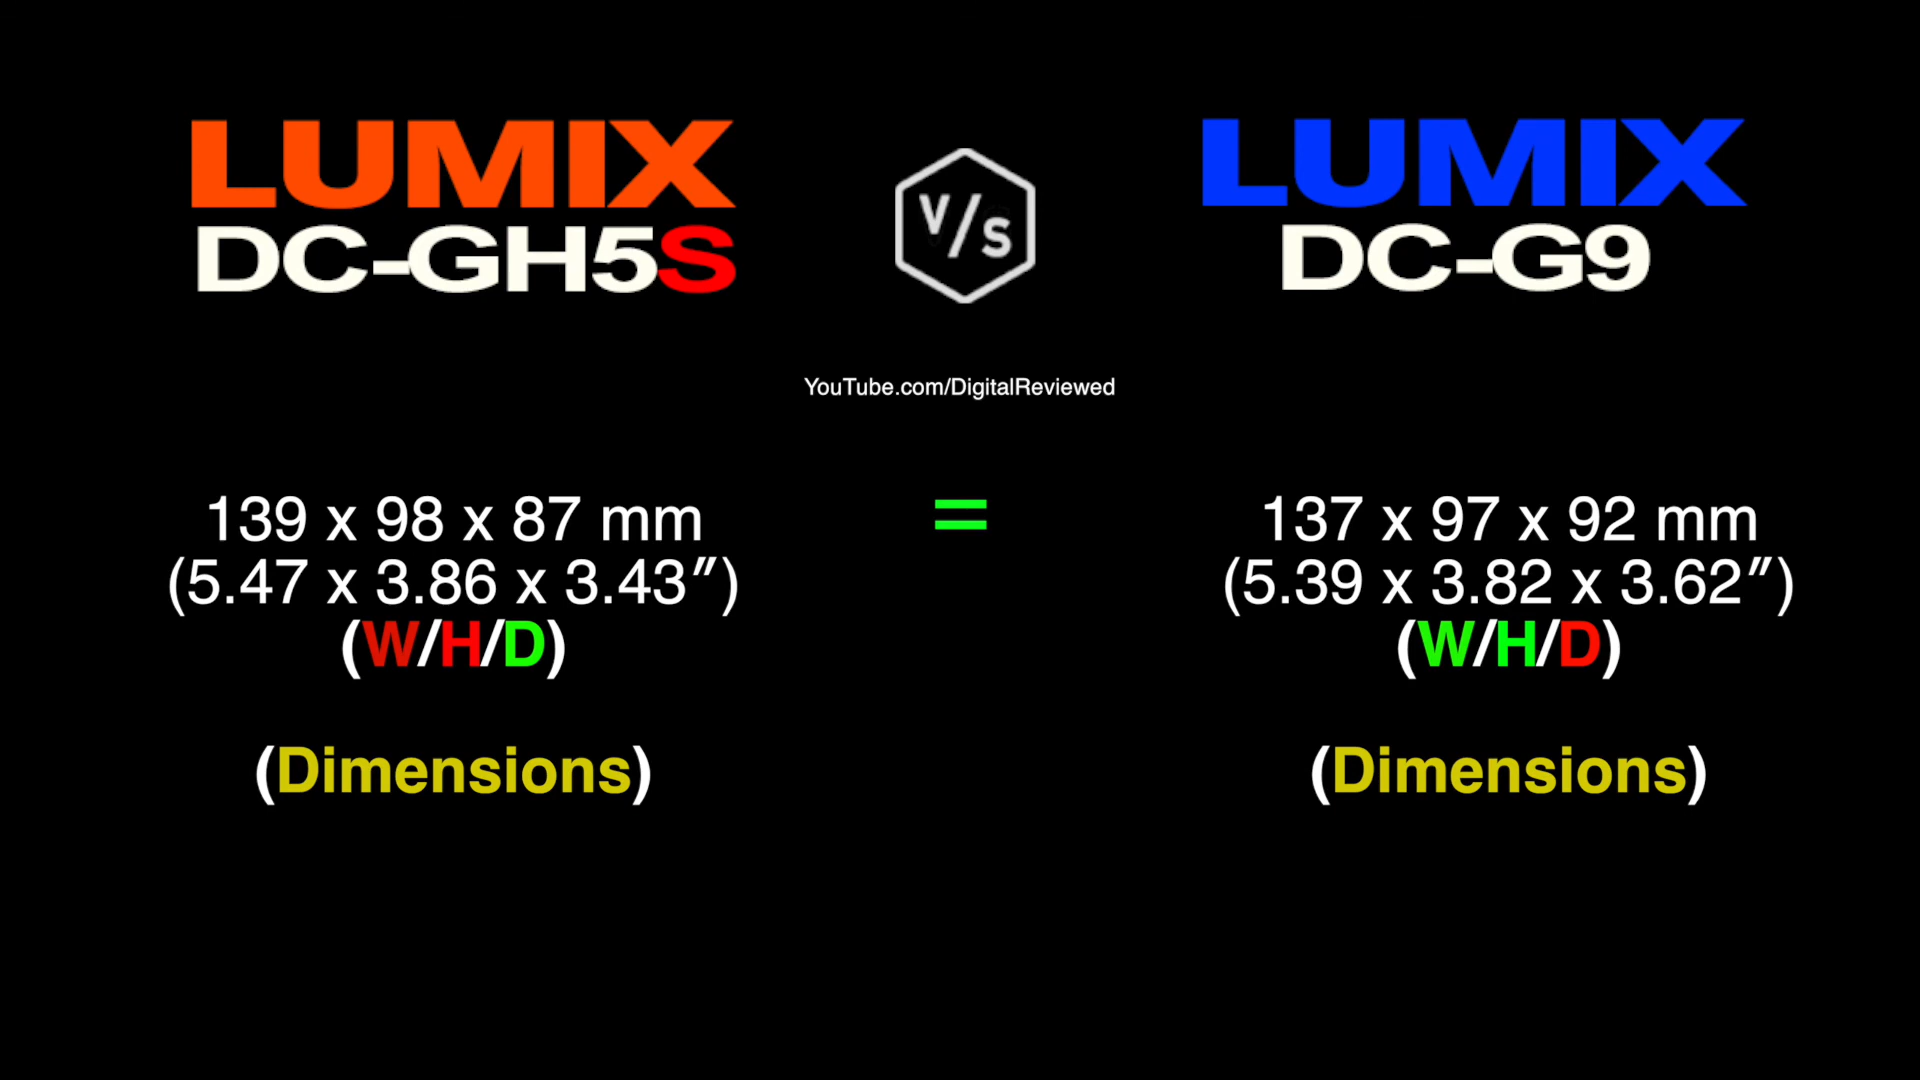 LUMIX
DC-GH5S
V/S
LUMIX
DC-G9
YouTube.com/DigitalReviewed
139 x 98 x 87 mm
(5.47 x 3.86 x 3.43″)
(W/H/D)
(Dimensions)
=
137 x 97 x 92 mm
(5.39 x 3.82 x 3.62″)
(W/H/D)
(Dimensions)